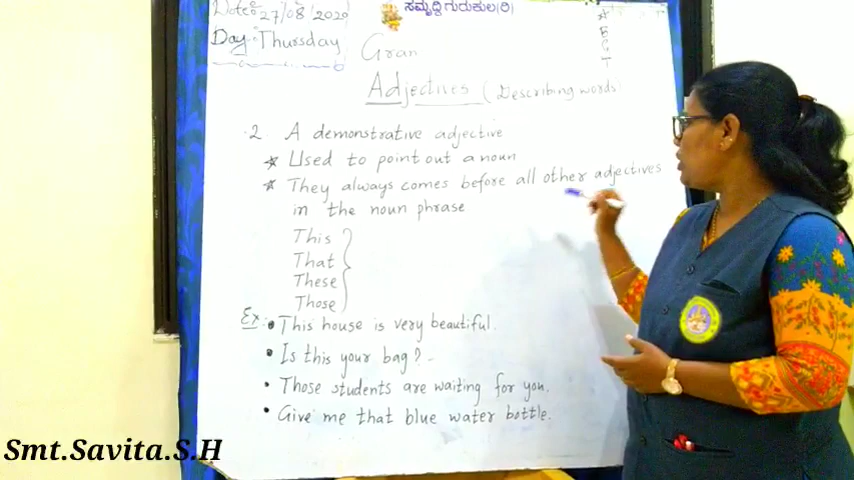 Date: 27/08/2020
ಸಮೃದ್ಧಿ ಗುರುಕುಲ(ರಿ)
Day: Thursday
Gran
A
B
C
T
Adjectives (Describing words)
2. A demonstrative adjective
* Used to point out a noun
* They always comes before all other adjectives
in the noun phrase
This
That
These
Those
Ex: • This house is very beautiful.
• Is this your bag?
• Those students are waiting for you.
• Give me that blue water bottle.
Smt.Savita.S.H